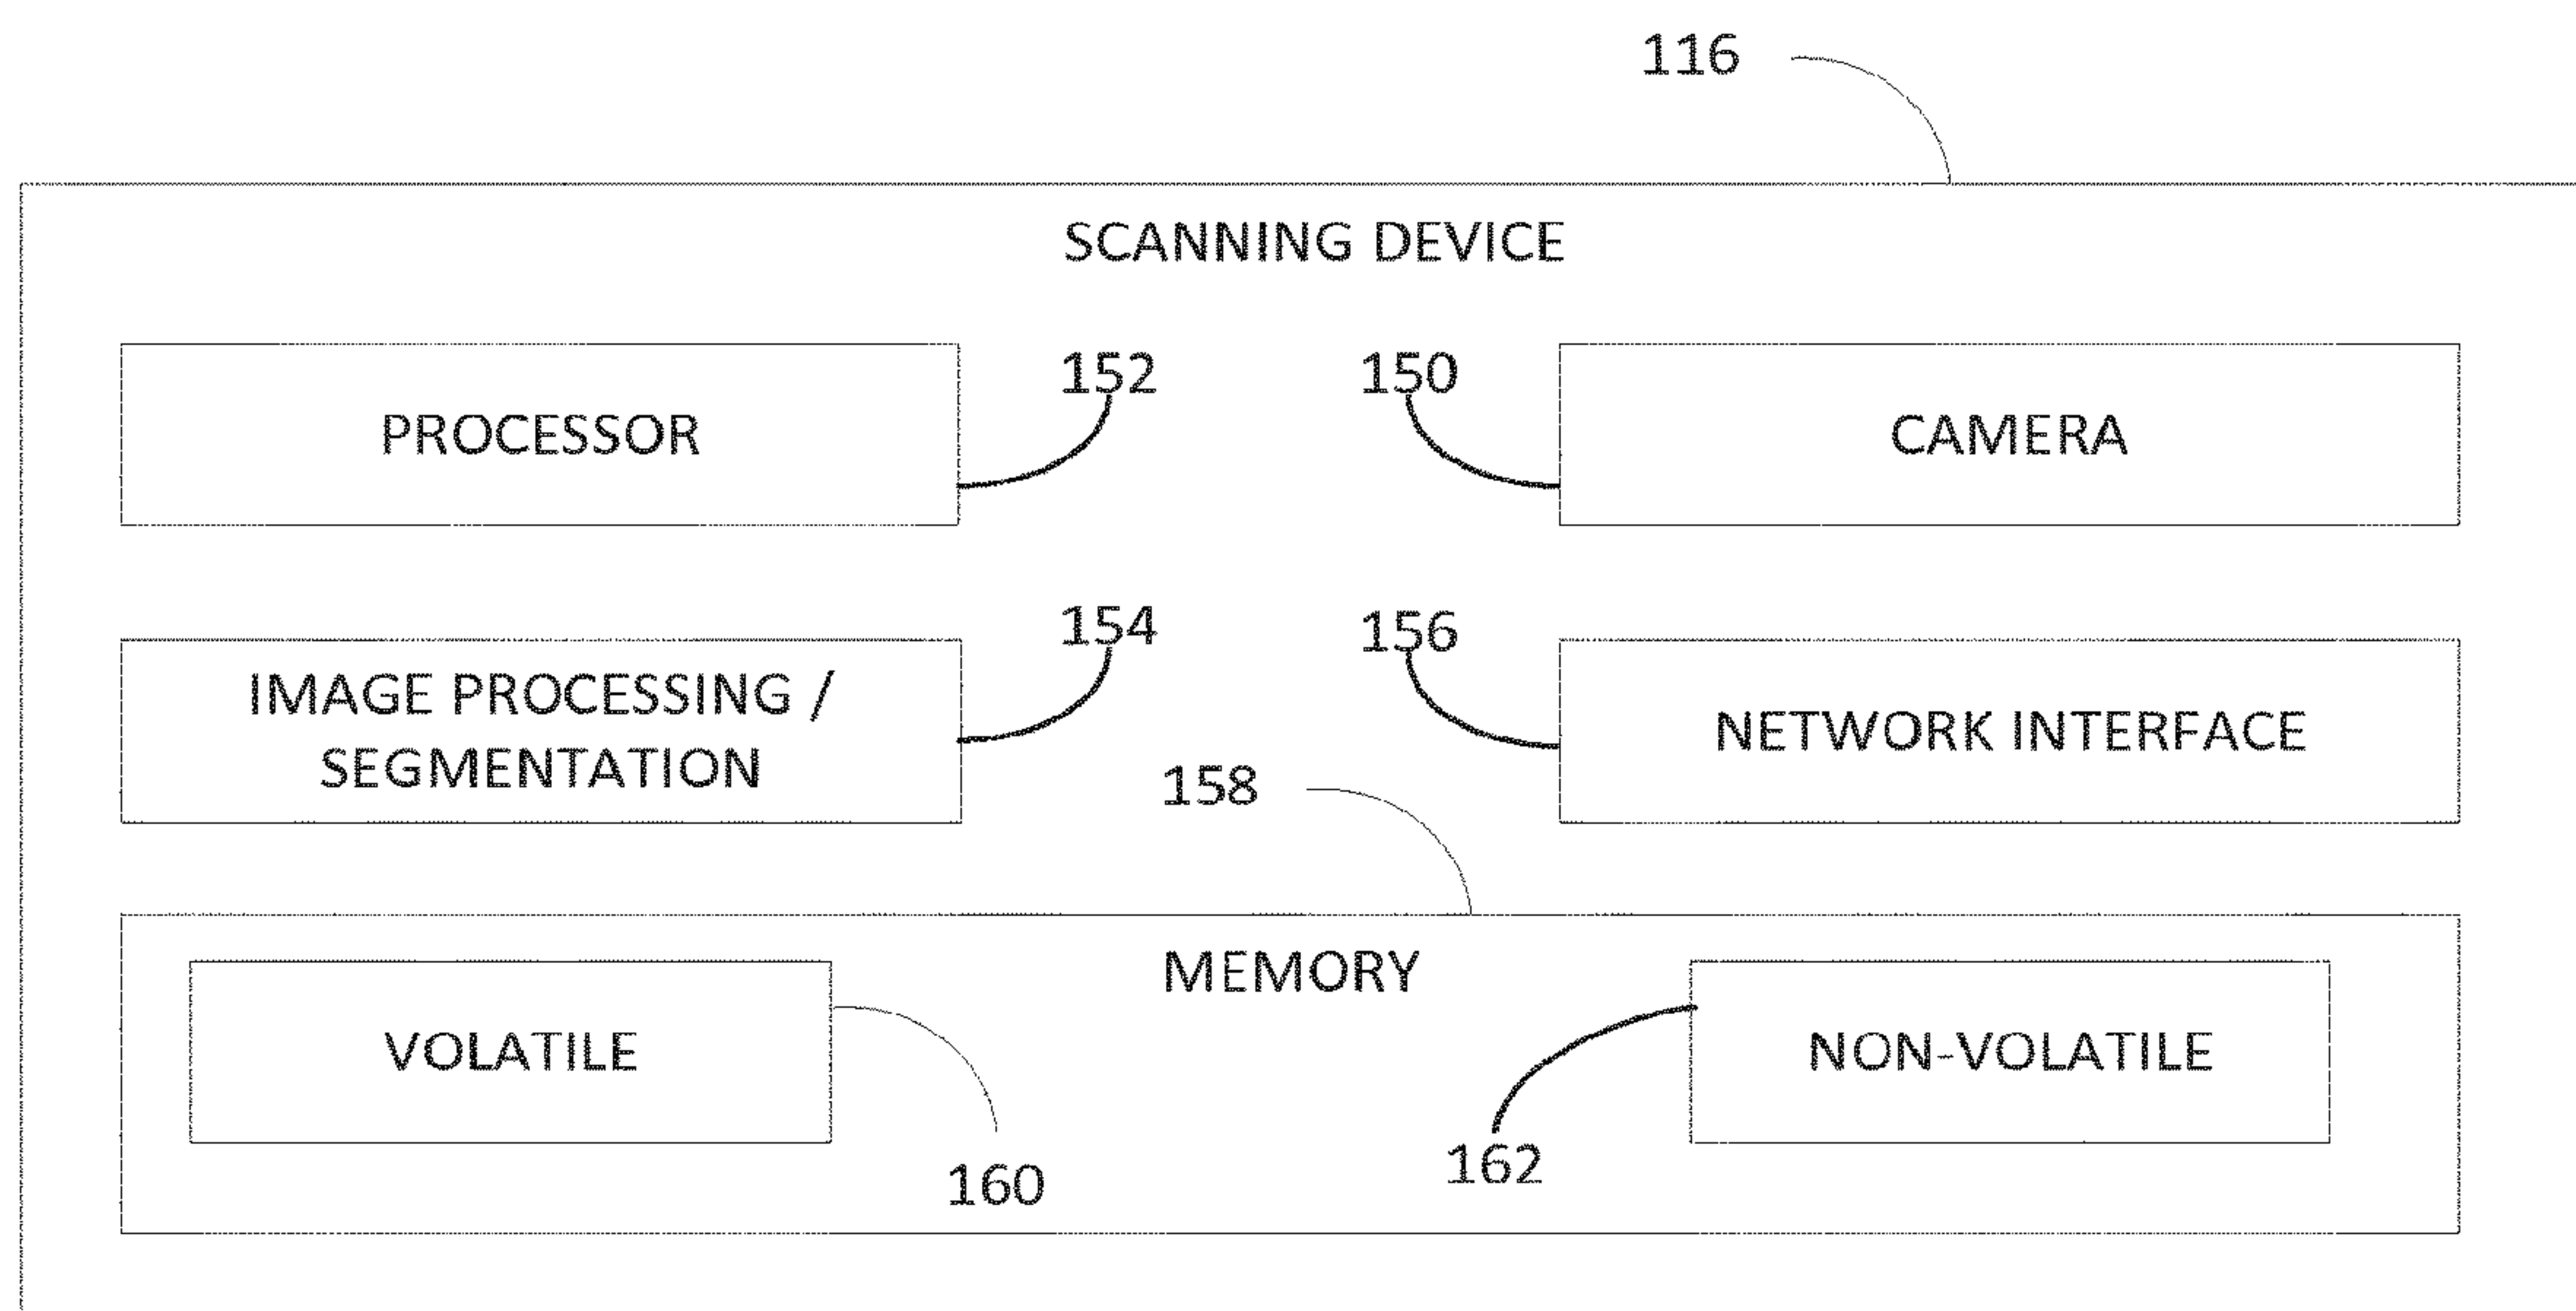 116
SCANNING DEVICE
PROCESSOR
152
150
CAMERA
IMAGE PROCESSING /
SEGMENTATION
154
156
NETWORK INTERFACE
158
MEMORY
VOLATILE
NON-VOLATILE
160
162